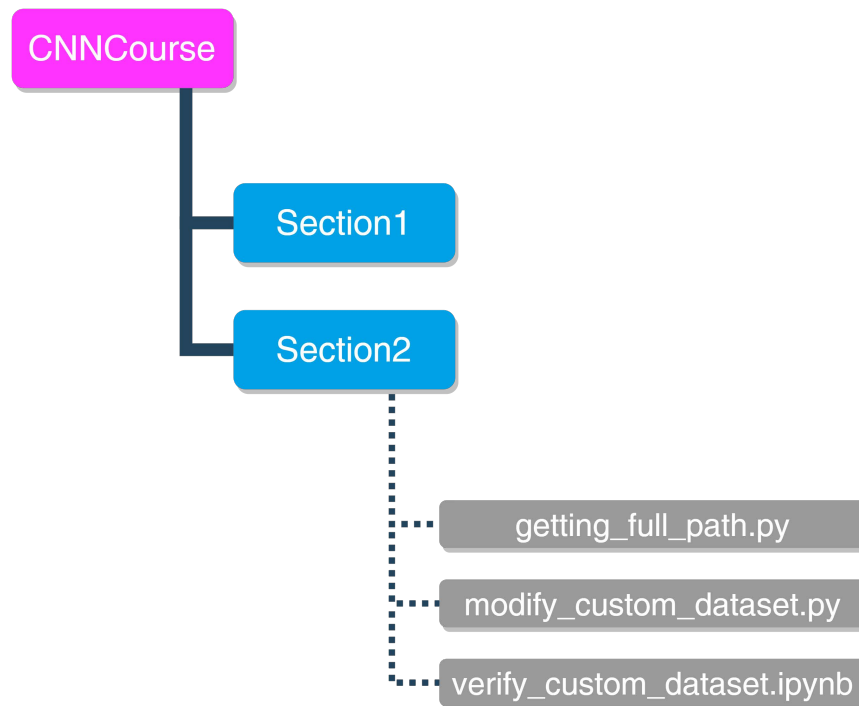 CNNCourse
Section1
Section2
getting_full_path.py
modify_custom_dataset.py
verify_custom_dataset.ipynb